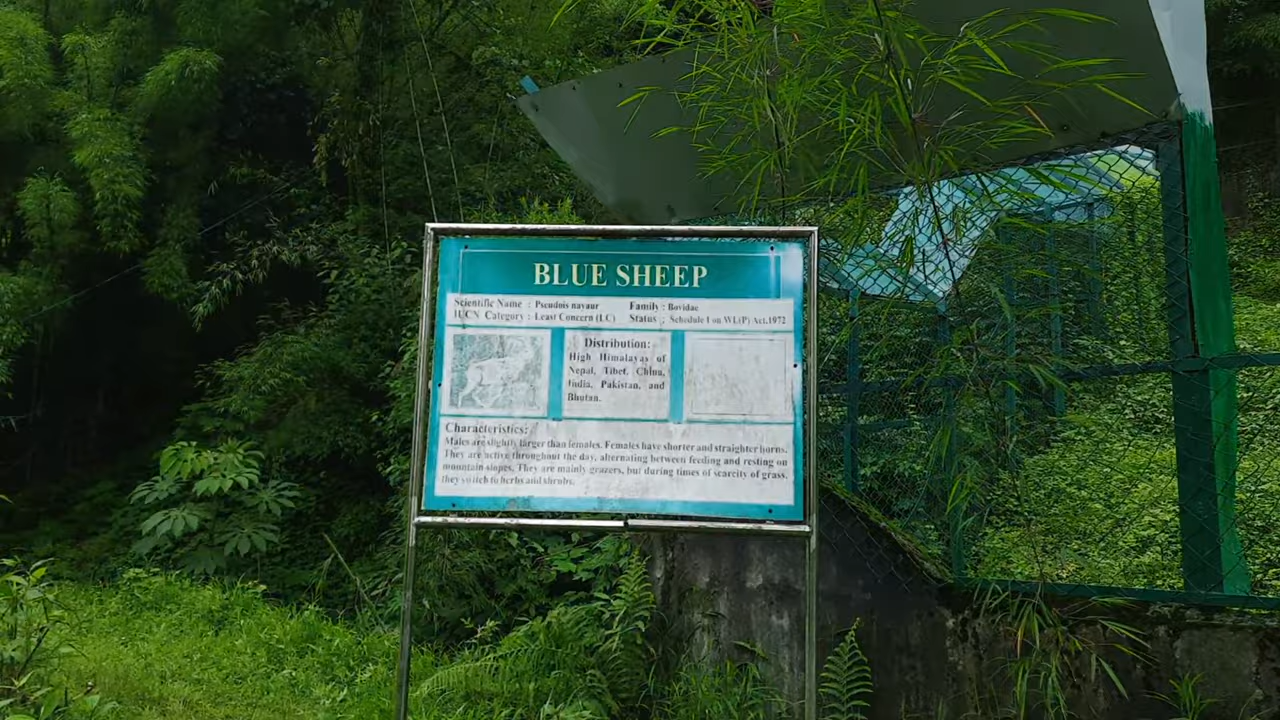 BLUE SHEEP
Scientific Name : Pseudois nayaur Family : Bovidae
IUCN Category : Least Concern (LC) Status : Schedule I on WL(P) Act,1972
Distribution:
High Himalayas of
Nepal, Tibet, China,
India, Pakistan, and
Bhutan.
Characteristics:
Males are slightly larger than females. Females have shorter and straighter horns.
They are active throughout the day, alternating between feeding and resting on
mountain slopes. They are mainly grazers, but during times of scarcity of grass,
they switch to herbs and shrubs.